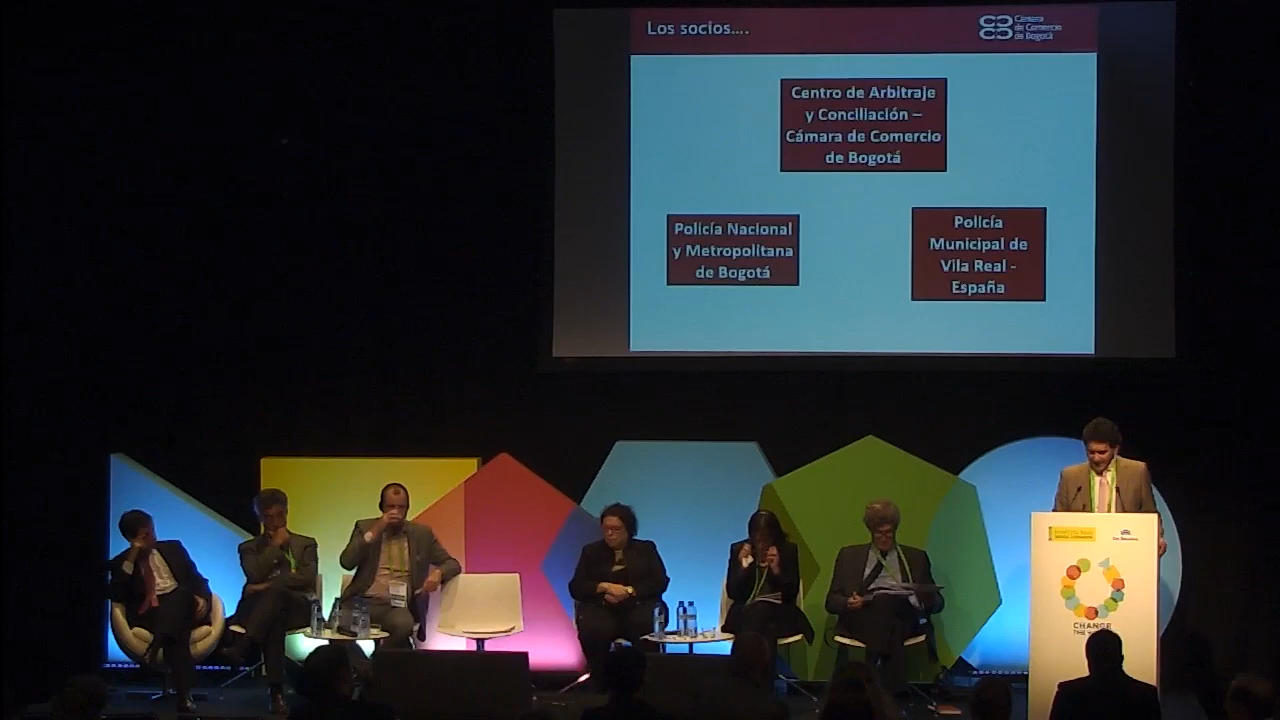 Los socios....
Cámara
de Comercio
de Bogotá
Centro de Arbitraje
y Conciliación –
Cámara de Comercio
de Bogotá
Policía Nacional
y Metropolitana
de Bogotá
Policía
Municipal de
Vila Real -
España
CHANGE
THE